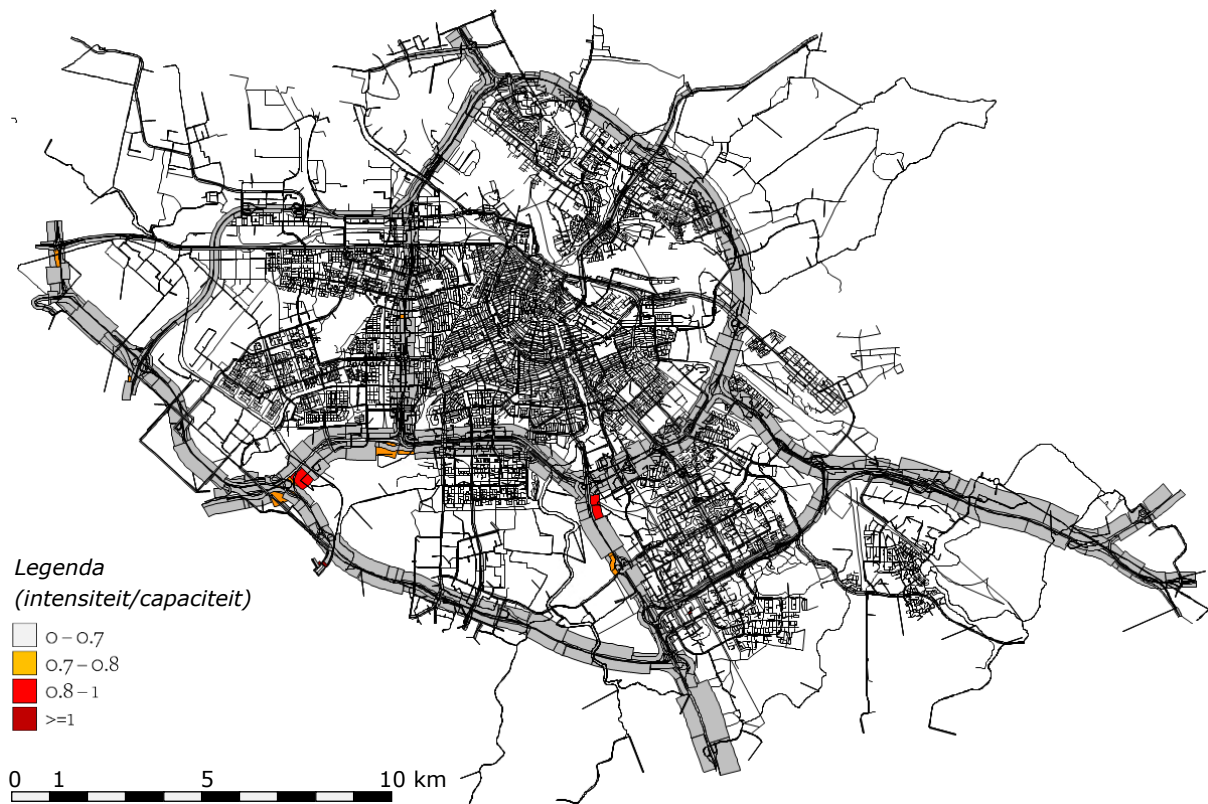 Legenda
(intensiteit/capaciteit)
0–0.7
0.7–0.8
0.8–1
>=1
0 1 5 10 km